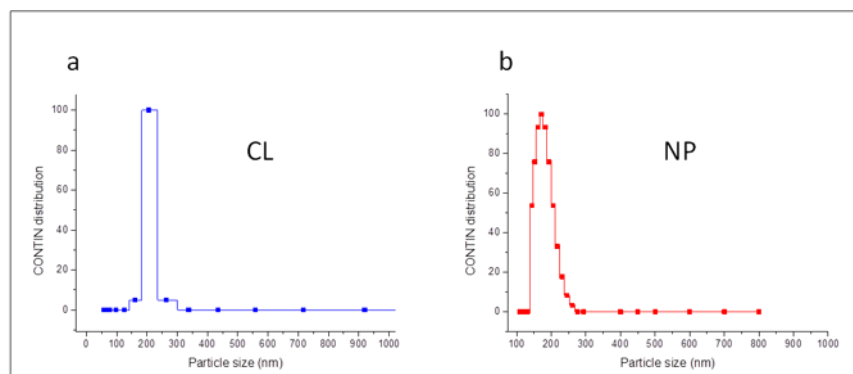 a
CONTIN distribution
100
80
60
40
20
0
CL
0 100 200 300 400 500 600 700 800 900 1000
Particle size (nm)
b
CONTIN distribution
100
80
60
40
20
0
NP
100 200 300 400 500 600 700 800 900 1000
Particle size (nm)